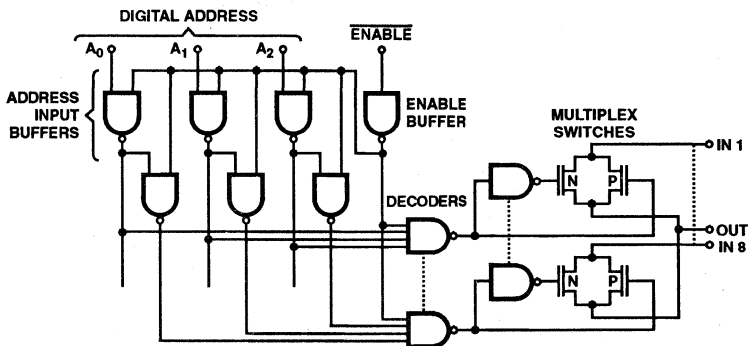 DIGITAL ADDRESS
A0 A1 A2
ENABLE
ADDRESS
INPUT
BUFFERS
ENABLE
BUFFER
MULTIPLEX
SWITCHES
IN 1
N P
DECODERS
OUT
IN 8
N P